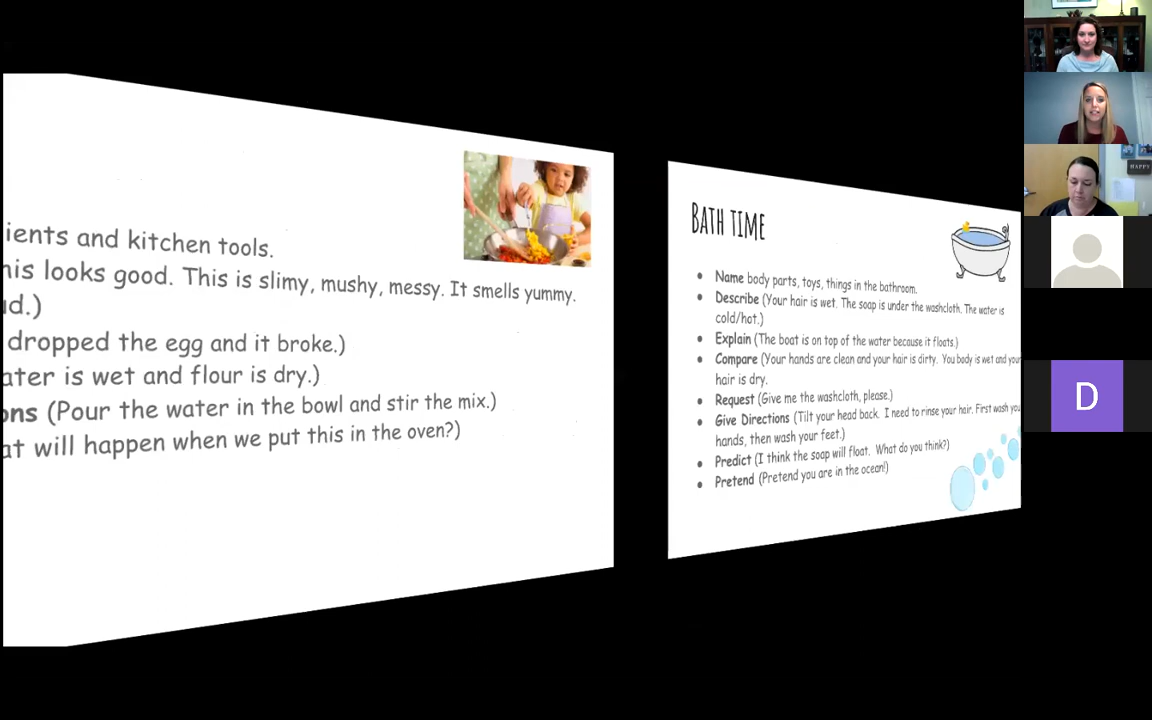 ients and kitchen tools.
his looks good. This is slimy, mushy, messy. It smells yummy.
ud.)
dropped the egg and it broke.)
ater is wet and flour is dry.)
ons (Pour the water in the bowl and stir the mix.)
at will happen when we put this in the oven?)
BATH TIME
• Name body parts, toys, things in the bathroom.
• Describe (Your hair is wet. The soap is under the washcloth. The water is
cold/hot.)
• Explain (The boat is on top of the water because it floats.)
• Compare (Your hands are clean and your hair is dirty. You body is wet and your
hair is dry.
• Request (Give me the washcloth, please.)
• Give Directions (Tilt your head back. I need to rinse your hair. First wash you
hands, then wash your feet.)
• Predict (I think the soap will float. What do you think?)
• Pretend (Pretend you are in the ocean!)
HAPPY
D